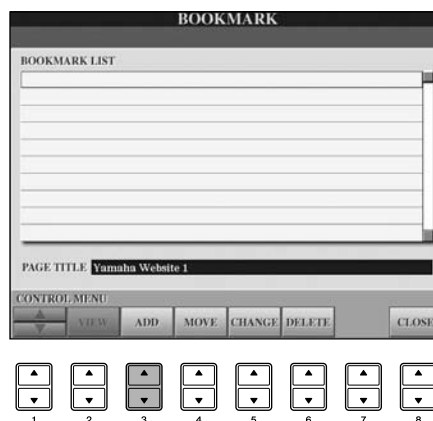 BOOKMARK
BOOKMARK LIST
PAGE TITLE Yamaha Website 1
CONTROL MENU
VIEW ADD MOVE CHANGE DELETE CLOSE
1 2 3 4 5 6 7 8